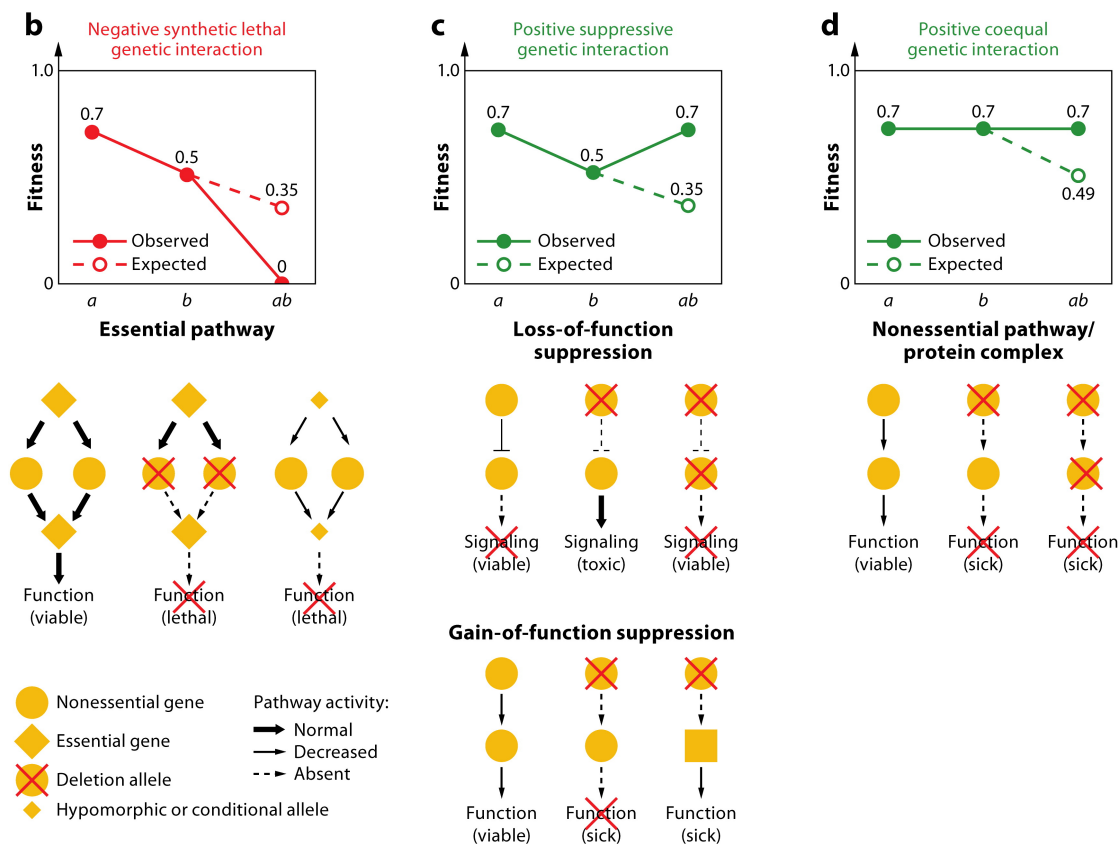 b
Negative synthetic lethal
genetic interaction
1.0
0.7
0.5
0.35
0
Fitness
Observed
Expected
0
a
b
ab
Essential pathway
Function
(viable)
Function
(lethal)
Function
(lethal)
Nonessential gene
Essential gene
Deletion allele
Hypomorphic or conditional allele
Pathway activity:
Normal
Decreased
Absent
c
Positive suppressive
genetic interaction
1.0
0.7
0.5
0.7
0.35
Fitness
Observed
Expected
0
a
b
ab
Loss-of-function
suppression
Signaling
(viable)
Signaling
(toxic)
Signaling
(viable)
Gain-of-function suppression
Function
(viable)
Function
(sick)
Function
(sick)
d
Positive coequal
genetic interaction
1.0
0.7
0.7
0.7
0.49
Fitness
Observed
Expected
0
a
b
ab
Nonessential pathway/
protein complex
Function
(viable)
Function
(sick)
Function
(sick)